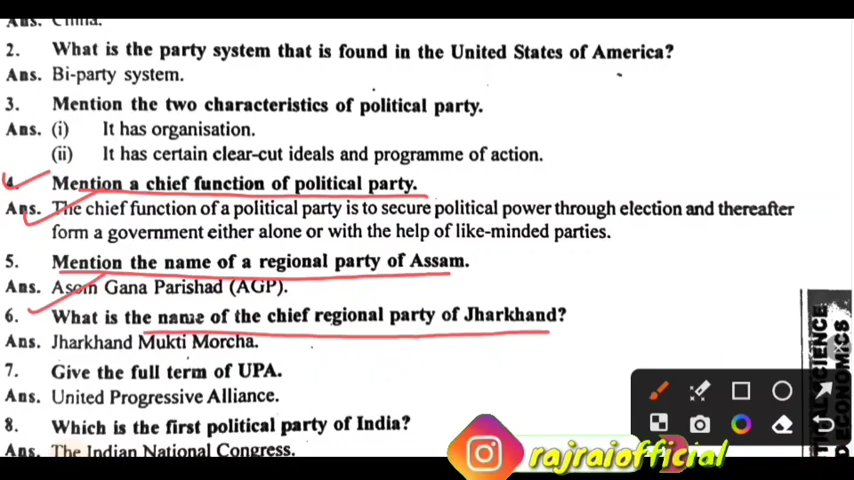 Ans. China.
2. What is the party system that is found in the United States of America?
Ans. Bi-party system.
3. Mention the two characteristics of political party.
Ans. (i) It has organisation.
(ii) It has certain clear-cut ideals and programme of action.
4. Mention a chief function of political party.
Ans. The chief function of a political party is to secure political power through election and thereafter
form a government either alone or with the help of like-minded parties.
5. Mention the name of a regional party of Assam.
Ans. Asom Gana Parishad (AGP).
6. What is the name of the chief regional party of Jharkhand?
Ans. Jharkhand Mukti Morcha.
7. Give the full term of UPA.
Ans. United Progressive Alliance.
8. Which is the first political party of India?
Ans. The Indian National Congress.
rajraiofficial